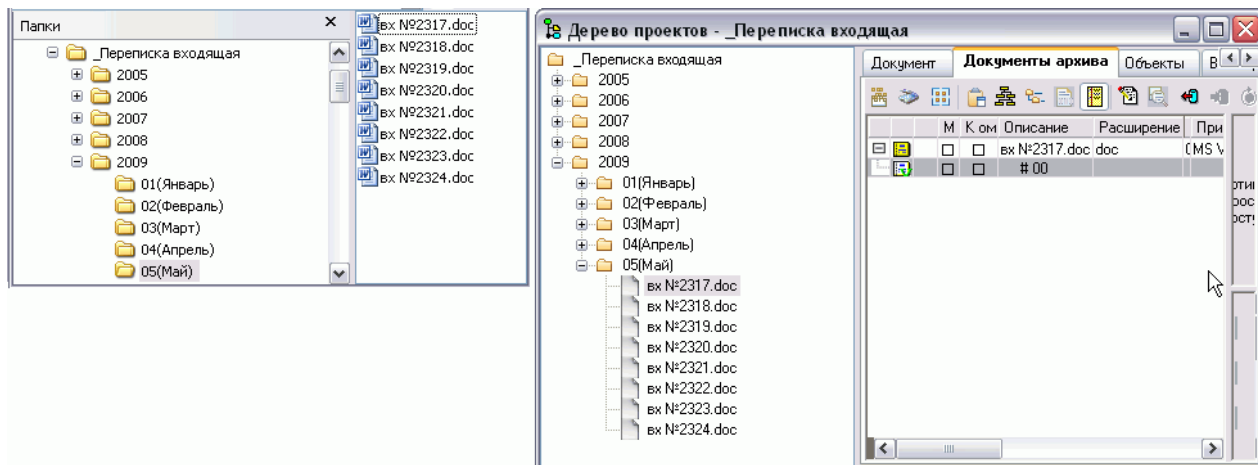 Папки
_Переписка входящая
2005
2006
2007
2008
2009
01(Январь)
02(Февраль)
03(Март)
04(Апрель)
05(Май)
вх №2317.doc
вх №2318.doc
вх №2319.doc
вх №2320.doc
вх №2321.doc
вх №2322.doc
вх №2323.doc
вх №2324.doc
Дерево проектов - _Переписка входящая
_Переписка входящая
2005
2006
2007
2008
2009
01(Январь)
02(Февраль)
03(Март)
04(Апрель)
05(Май)
вх №2317.doc
вх №2318.doc
вх №2319.doc
вх №2320.doc
вх №2321.doc
вх №2322.doc
вх №2323.doc
вх №2324.doc
Документ Документы архива Объекты В
М К ом Описание Расширение При
вх №2317.doc doc (MS
# 00